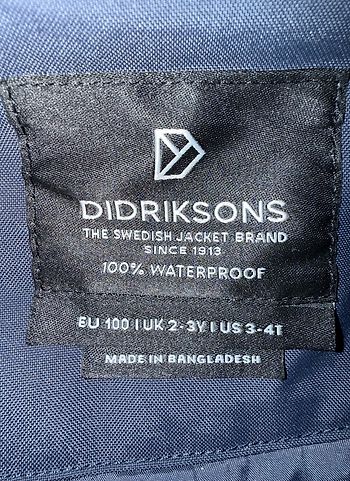 DIDRIKSONS
THE SWEDISH JACKET BRAND
SINCE 1913
100% WATERPROOF
EU 100 | UK 2-3Y | US 3-4T
MADE IN BANGLADESH